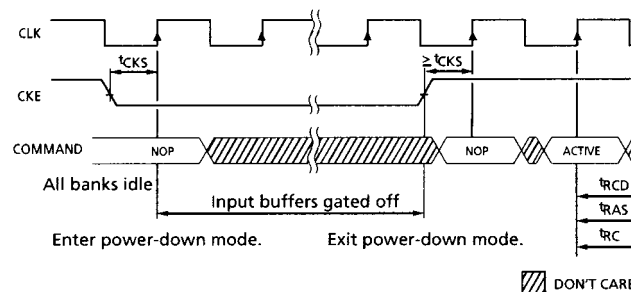 CLK
tCKS
≥ tCKS
CKE
COMMAND
NOP
NOP
ACTIVE
All banks idle
Input buffers gated off
tRCD
tRAS
tRC
Enter power-down mode.
Exit power-down mode.
DON'T CARE